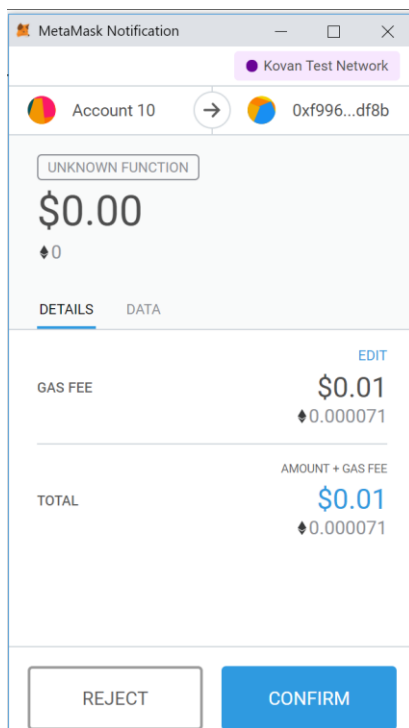 MetaMask Notification
Kovan Test Network
Account 10
0xf996...df8b
UNKNOWN FUNCTION
$0.00
0
DETAILS DATA
EDIT
GAS FEE $0.01
0.000071
AMOUNT + GAS FEE
TOTAL $0.01
0.000071
REJECT CONFIRM